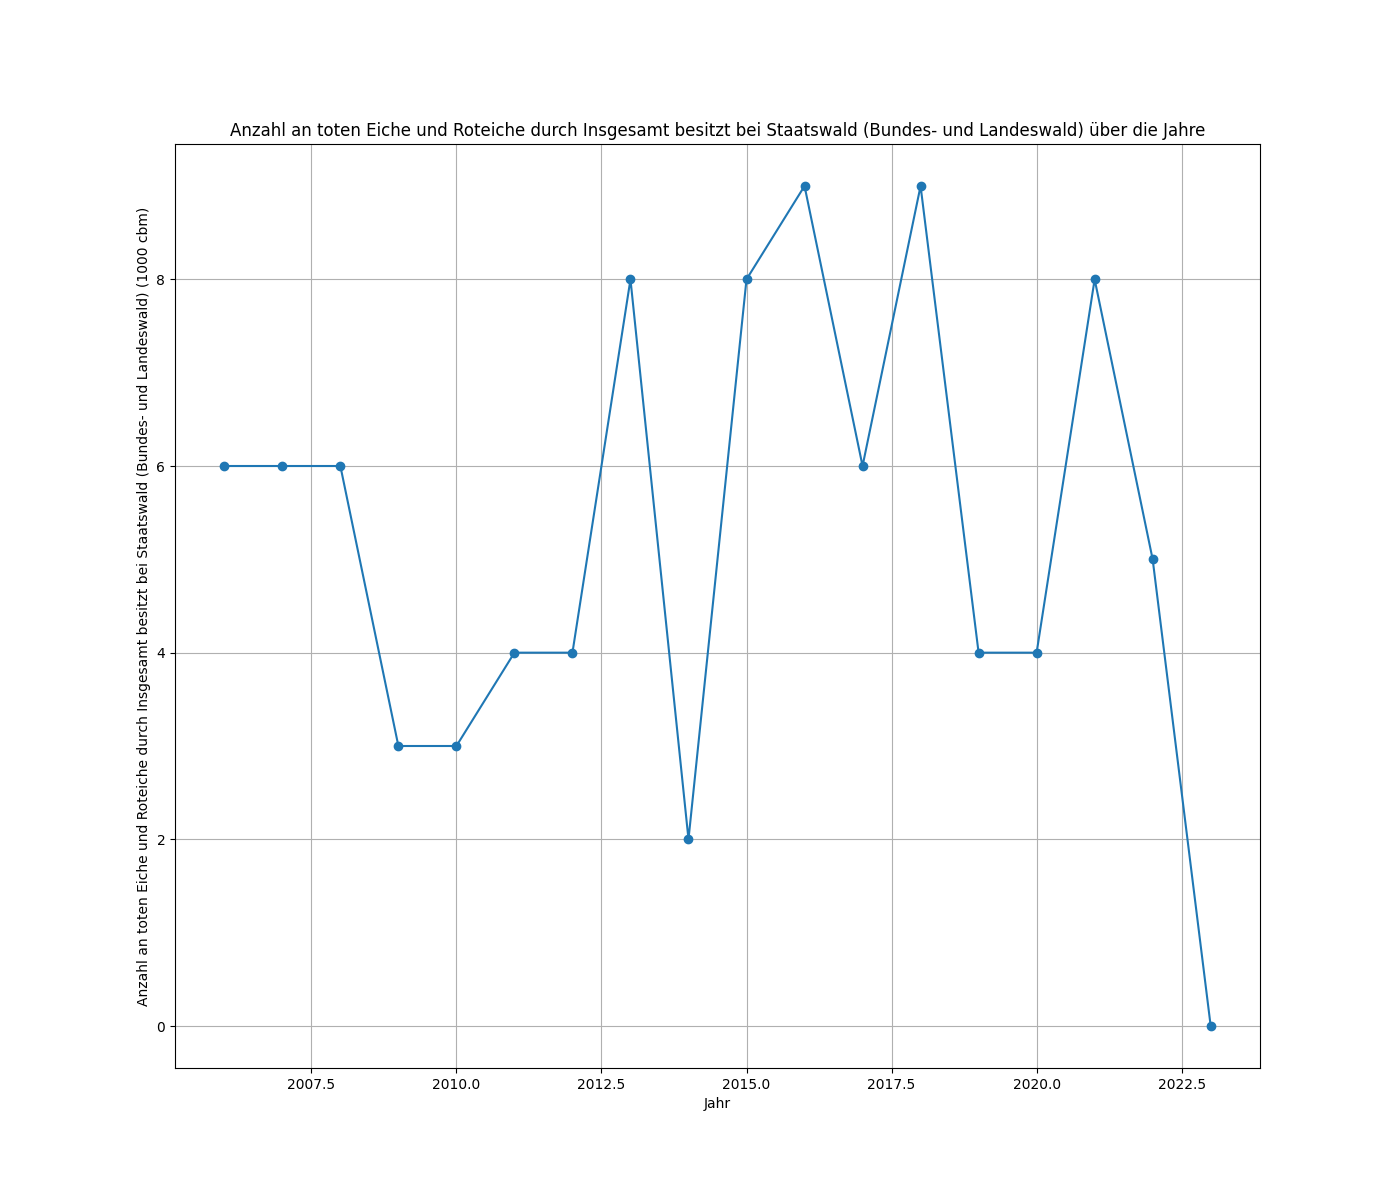 Anzahl an toten Eiche und Roteiche durch Insgesamt besitzt bei Staatswald (Bundes- und Landeswald) über die Jahre
Anzahl an toten Eiche und Roteiche durch Insgesamt besitzt bei Staatswald (Bundes- und Landeswald) (1000 cbm)
8
6
4
2
0
2007.5 2010.0 2012.5 2015.0 2017.5 2020.0 2022.5
Jahr